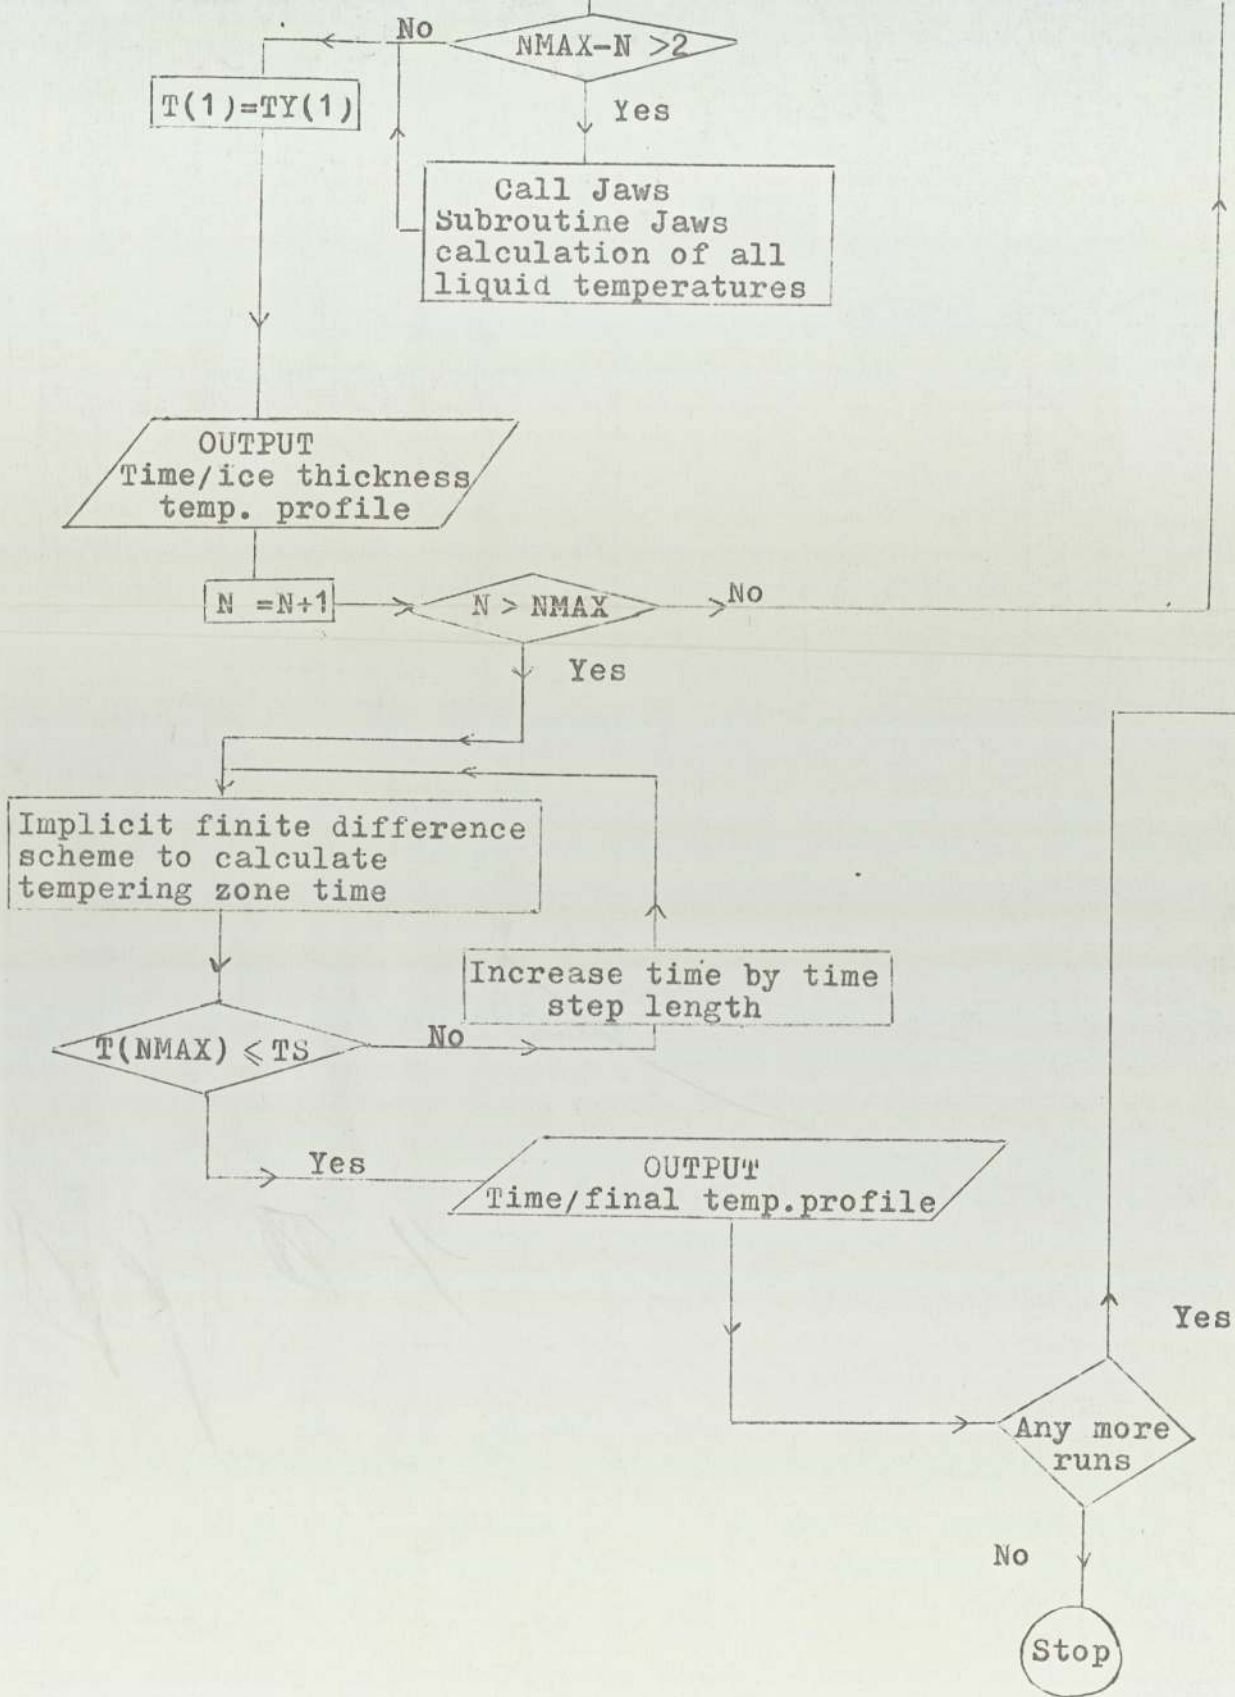 No
NMAX-N >2
T(1)=TY(1)
Yes
Call Jaws
Subroutine Jaws
calculation of all
liquid temperatures
OUTPUT
Time/ice thickness
temp. profile
N =N+1
N > NMAX
No
Yes
Implicit finite difference
scheme to calculate
tempering zone time
Increase time by time
step length
T(NMAX) ⩽ TS
No
Yes
OUTPUT
Time/final temp.profile
Yes
Any more
runs
No
Stop